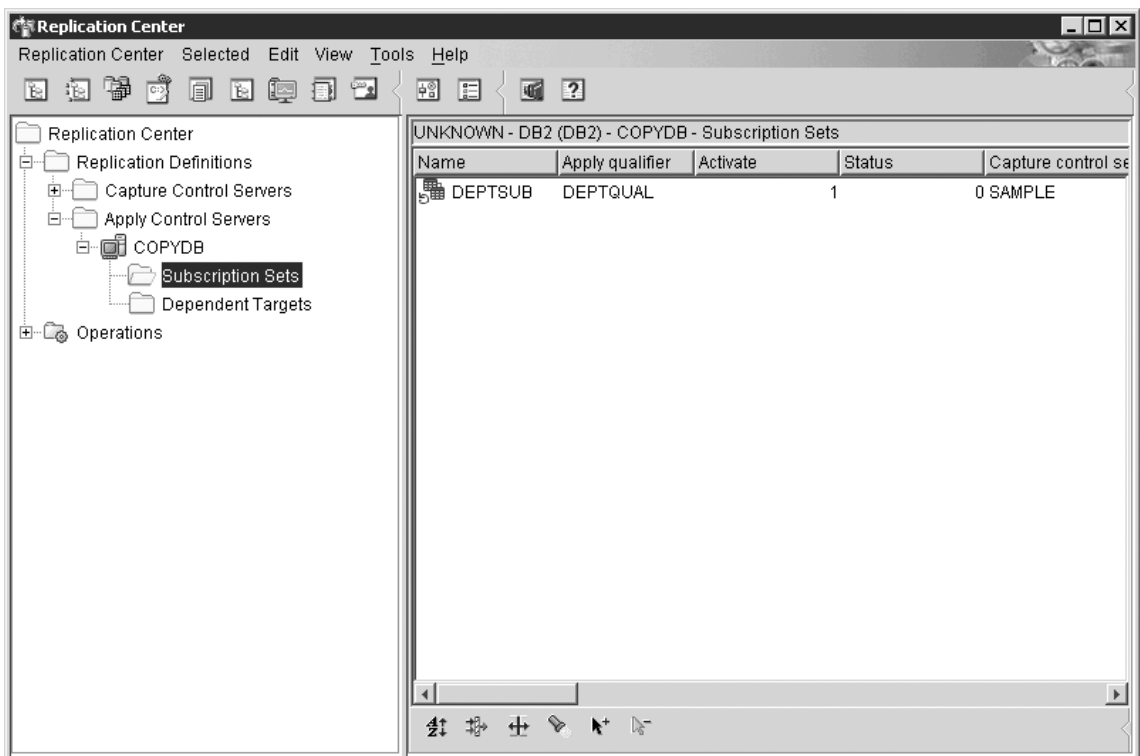 Replication Center
Replication Center Selected Edit View Tools Help
Replication Center
Replication Definitions
Capture Control Servers
Apply Control Servers
COPYDB
Subscription Sets
Dependent Targets
Operations
UNKNOWN - DB2 (DB2) - COPYDB - Subscription Sets
Name Apply qualifier Activate Status Capture control se
DEPTSUB DEPTQUAL 1 0 SAMPLE